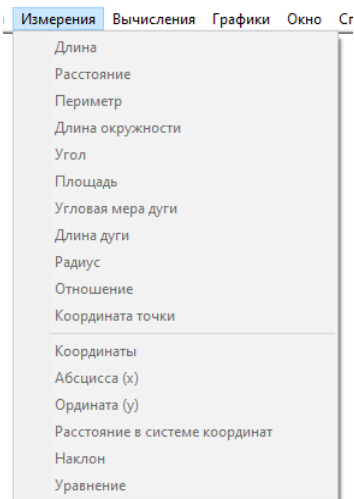 Измерения Вычисления Графики Окно
Длина
Расстояние
Периметр
Длина окружности
Угол
Площадь
Угловая мера дуги
Длина дуги
Радиус
Отношение
Координата точки
Координаты
Абсцисса (x)
Ордината (y)
Расстояние в системе координат
Наклон
Уравнение